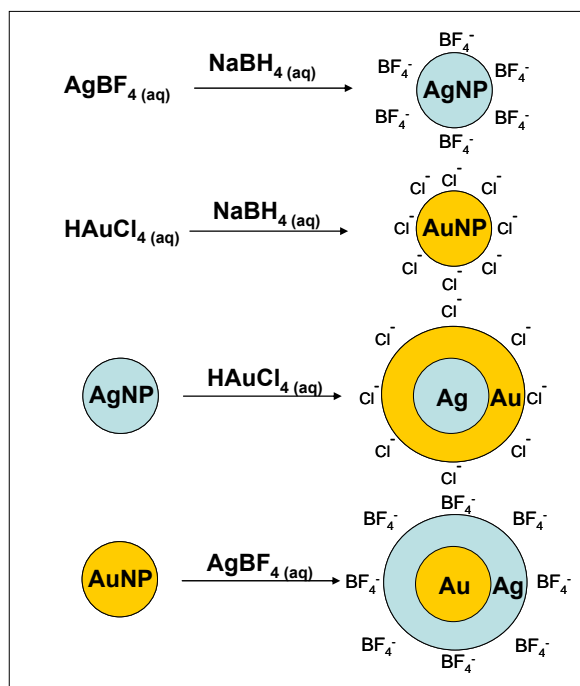 BF₄⁻
NaBH₄ (aq) BF₄⁻ BF₄⁻
AgBF₄ (aq) AgNP
BF₄⁻ BF₄⁻
BF₄⁻
Cl⁻ Cl⁻ Cl⁻
NaBH₄ (aq)
HAuCl₄ (aq) Cl⁻ AuNP Cl⁻
Cl⁻ Cl⁻
Cl⁻
Cl⁻
Cl⁻ Cl⁻
HAuCl₄ (aq)
AgNP Cl⁻ Ag Au Cl⁻
Cl⁻ Cl⁻
Cl⁻
BF₄⁻
BF₄⁻ BF₄⁻
AgBF₄ (aq)
AuNP BF₄⁻ Au Ag BF₄⁻
BF₄⁻ BF₄⁻
BF₄⁻